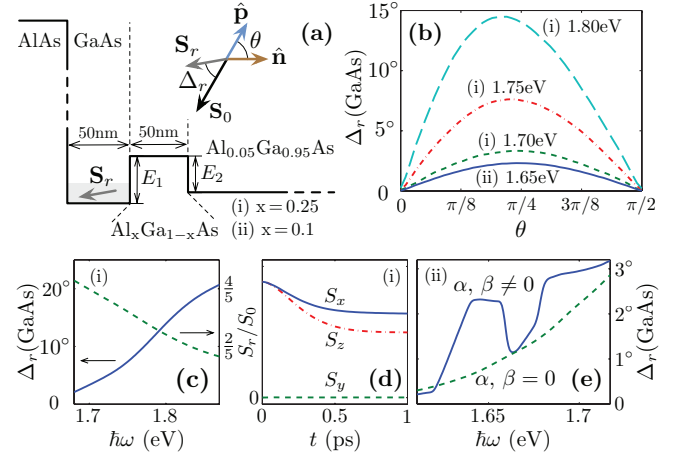 AlAs GaAs
(a)
p̂
θ
n̂
S_r
Δ_r
S_0
50nm 50nm
Al_0.05Ga_0.95As
E_1
E_2
S_r
Al_xGa_1−xAs
(i) x=0.25
(ii) x=0.1
(b)
15°
10°
5°
0
Δ_r(GaAs)
(i) 1.80eV
(i) 1.75eV
(i) 1.70eV
(ii) 1.65eV
0 π/8 π/4 3π/8 π/2
θ
(i)
20°
10°
0
Δ_r(GaAs)
4/5
2/5
S_r/S_0
(c)
1.7 1.8
ħω (eV)
(i)
S_x
S_z
S_y
0
(d)
0 0.5 1
t (ps)
(ii)
α, β ≠ 0
α, β = 0
(e)
3°
2°
1°
0
Δ_r(GaAs)
1.65 1.7
ħω (eV)